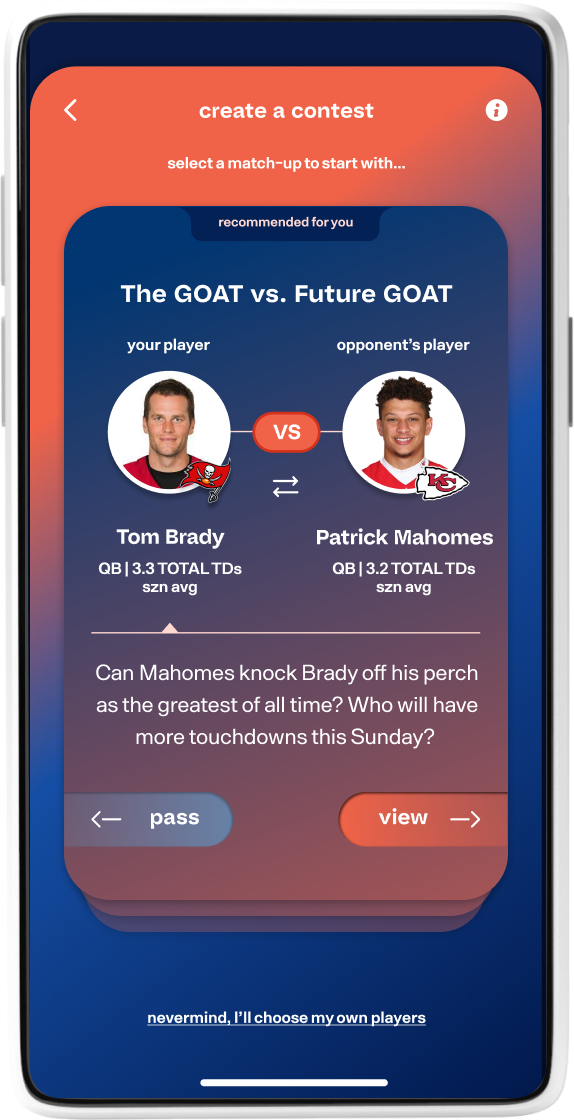 create a contest
select a match-up to start with...
recommended for you
The GOAT vs. Future GOAT
your player
opponent's player
VS
KC
Tom Brady
Patrick Mahomes
QB | 3.3 TOTAL TDs
szn avg
QB | 3.2 TOTAL TDs
szn avg
Can Mahomes knock Brady off his perch
as the greatest of all time? Who will have
more touchdowns this Sunday?
pass
view
nevermind, I'll choose my own players